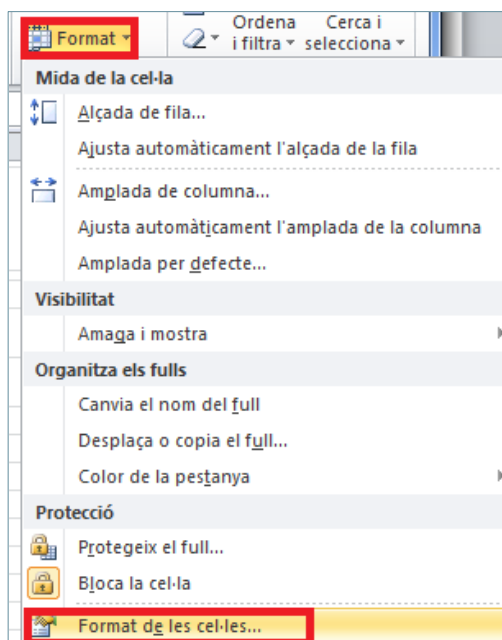 Format
Ordena Cerca i
i filtra selecciona
Mida de la cel·la
Alçada de fila...
Ajusta automàticament l'alçada de la fila
Amplada de columna...
Ajusta automàticament l'amplada de la columna
Amplada per defecte...
Visibilitat
Amaga i mostra
Organitza els fulls
Canvia el nom del full
Desplaça o copia el full...
Color de la pestanya
Protecció
Protegeix el full...
Bloca la cel·la
Format de les cel·les...